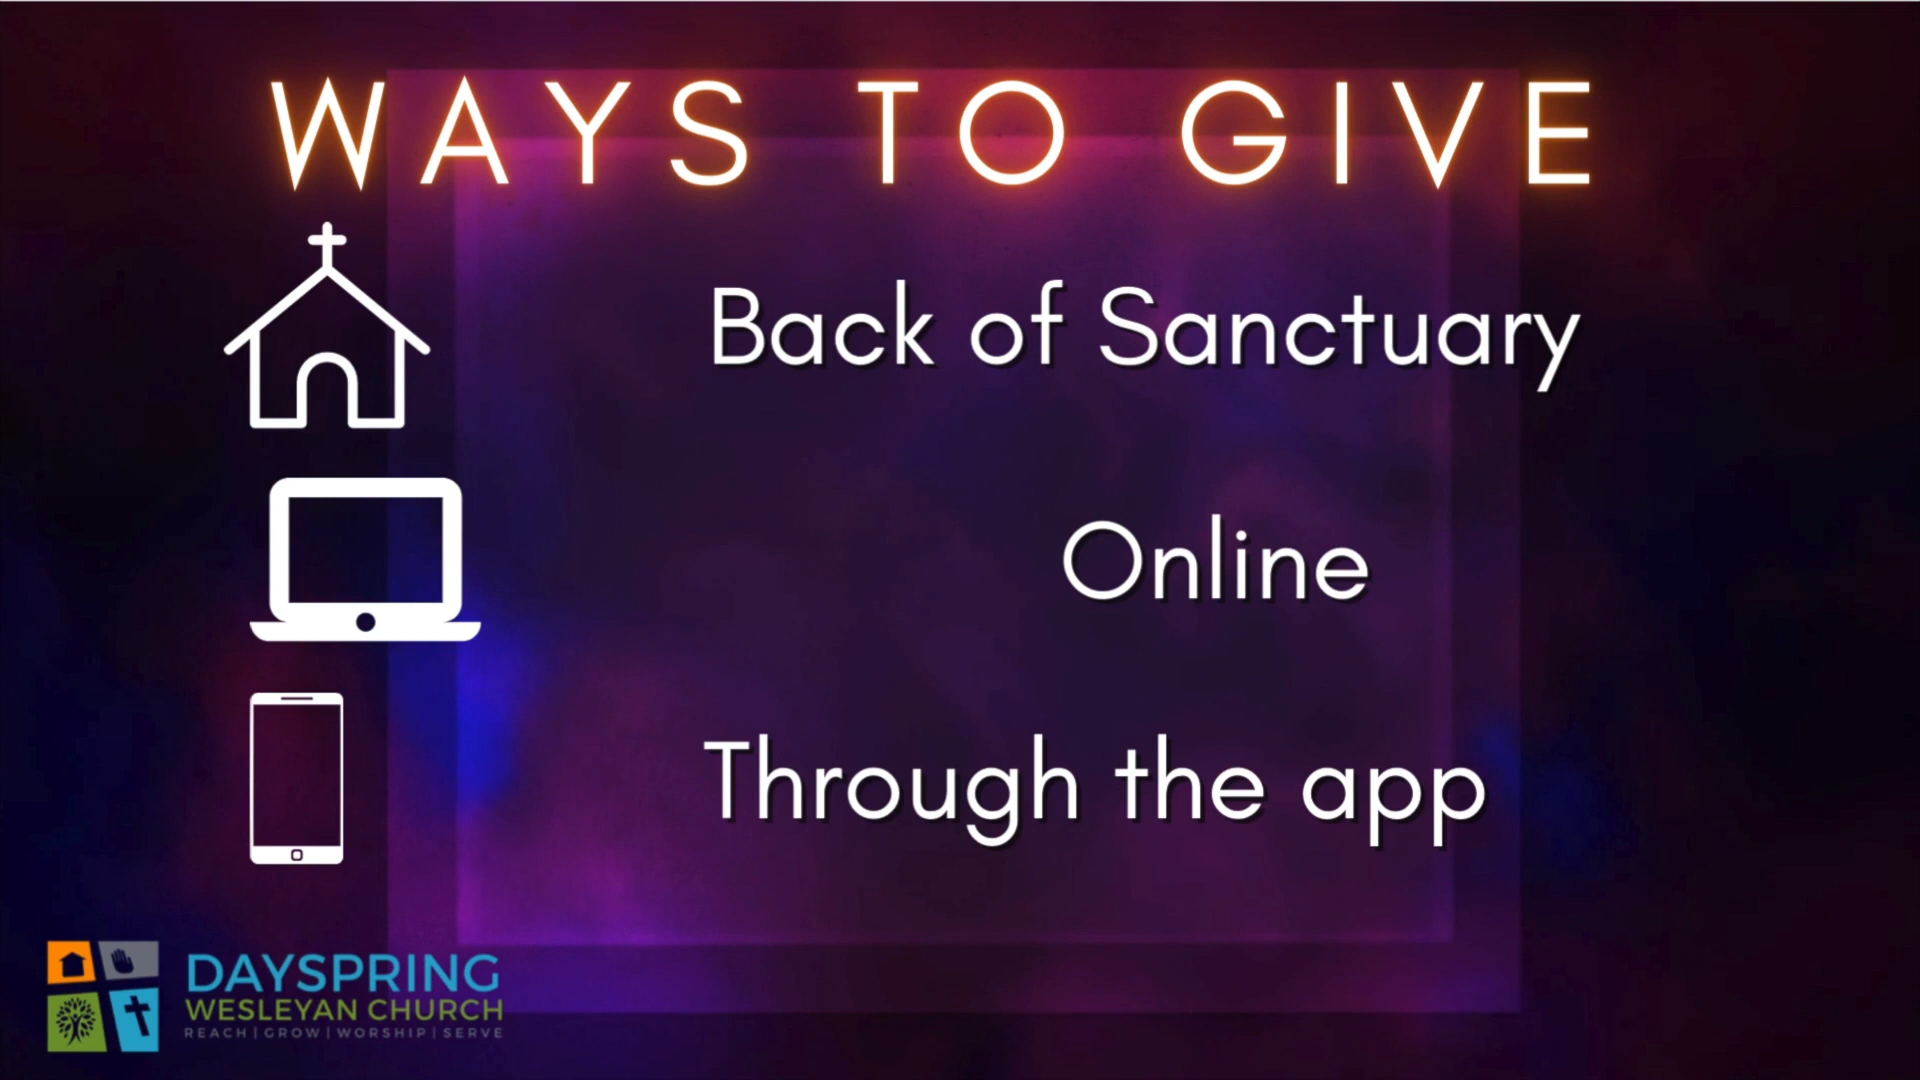 WAYS TO GIVE
Back of Sanctuary
Online
Through the app
DAYSPRING
WESLEYAN CHURCH
REACH | GROW | WORSHIP | SERVE